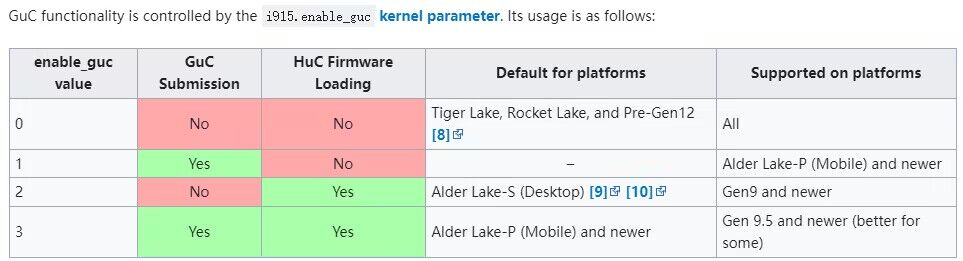 GuC functionality is controlled by the i915.enable_guc kernel parameter. Its usage is as follows:
enable_guc value GuC Submission HuC Firmware Loading Default for platforms Supported on platforms
0 No No Tiger Lake, Rocket Lake, and Pre-Gen12 [8] All
1 Yes No – Alder Lake-P (Mobile) and newer
2 No Yes Alder Lake-S (Desktop) [9] [10] Gen9 and newer
3 Yes Yes Alder Lake-P (Mobile) and newer Gen 9.5 and newer (better for some)